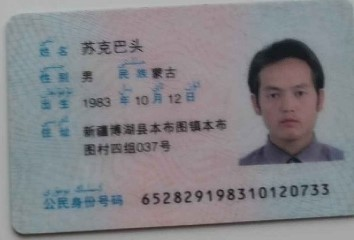 姓名 苏克巴头
性别 男 民族 蒙古
出生 1983 年 10 月 12 日
住址 新疆博湖县本布图镇本布
图村四组037号
公民身份号码 652829198310120733